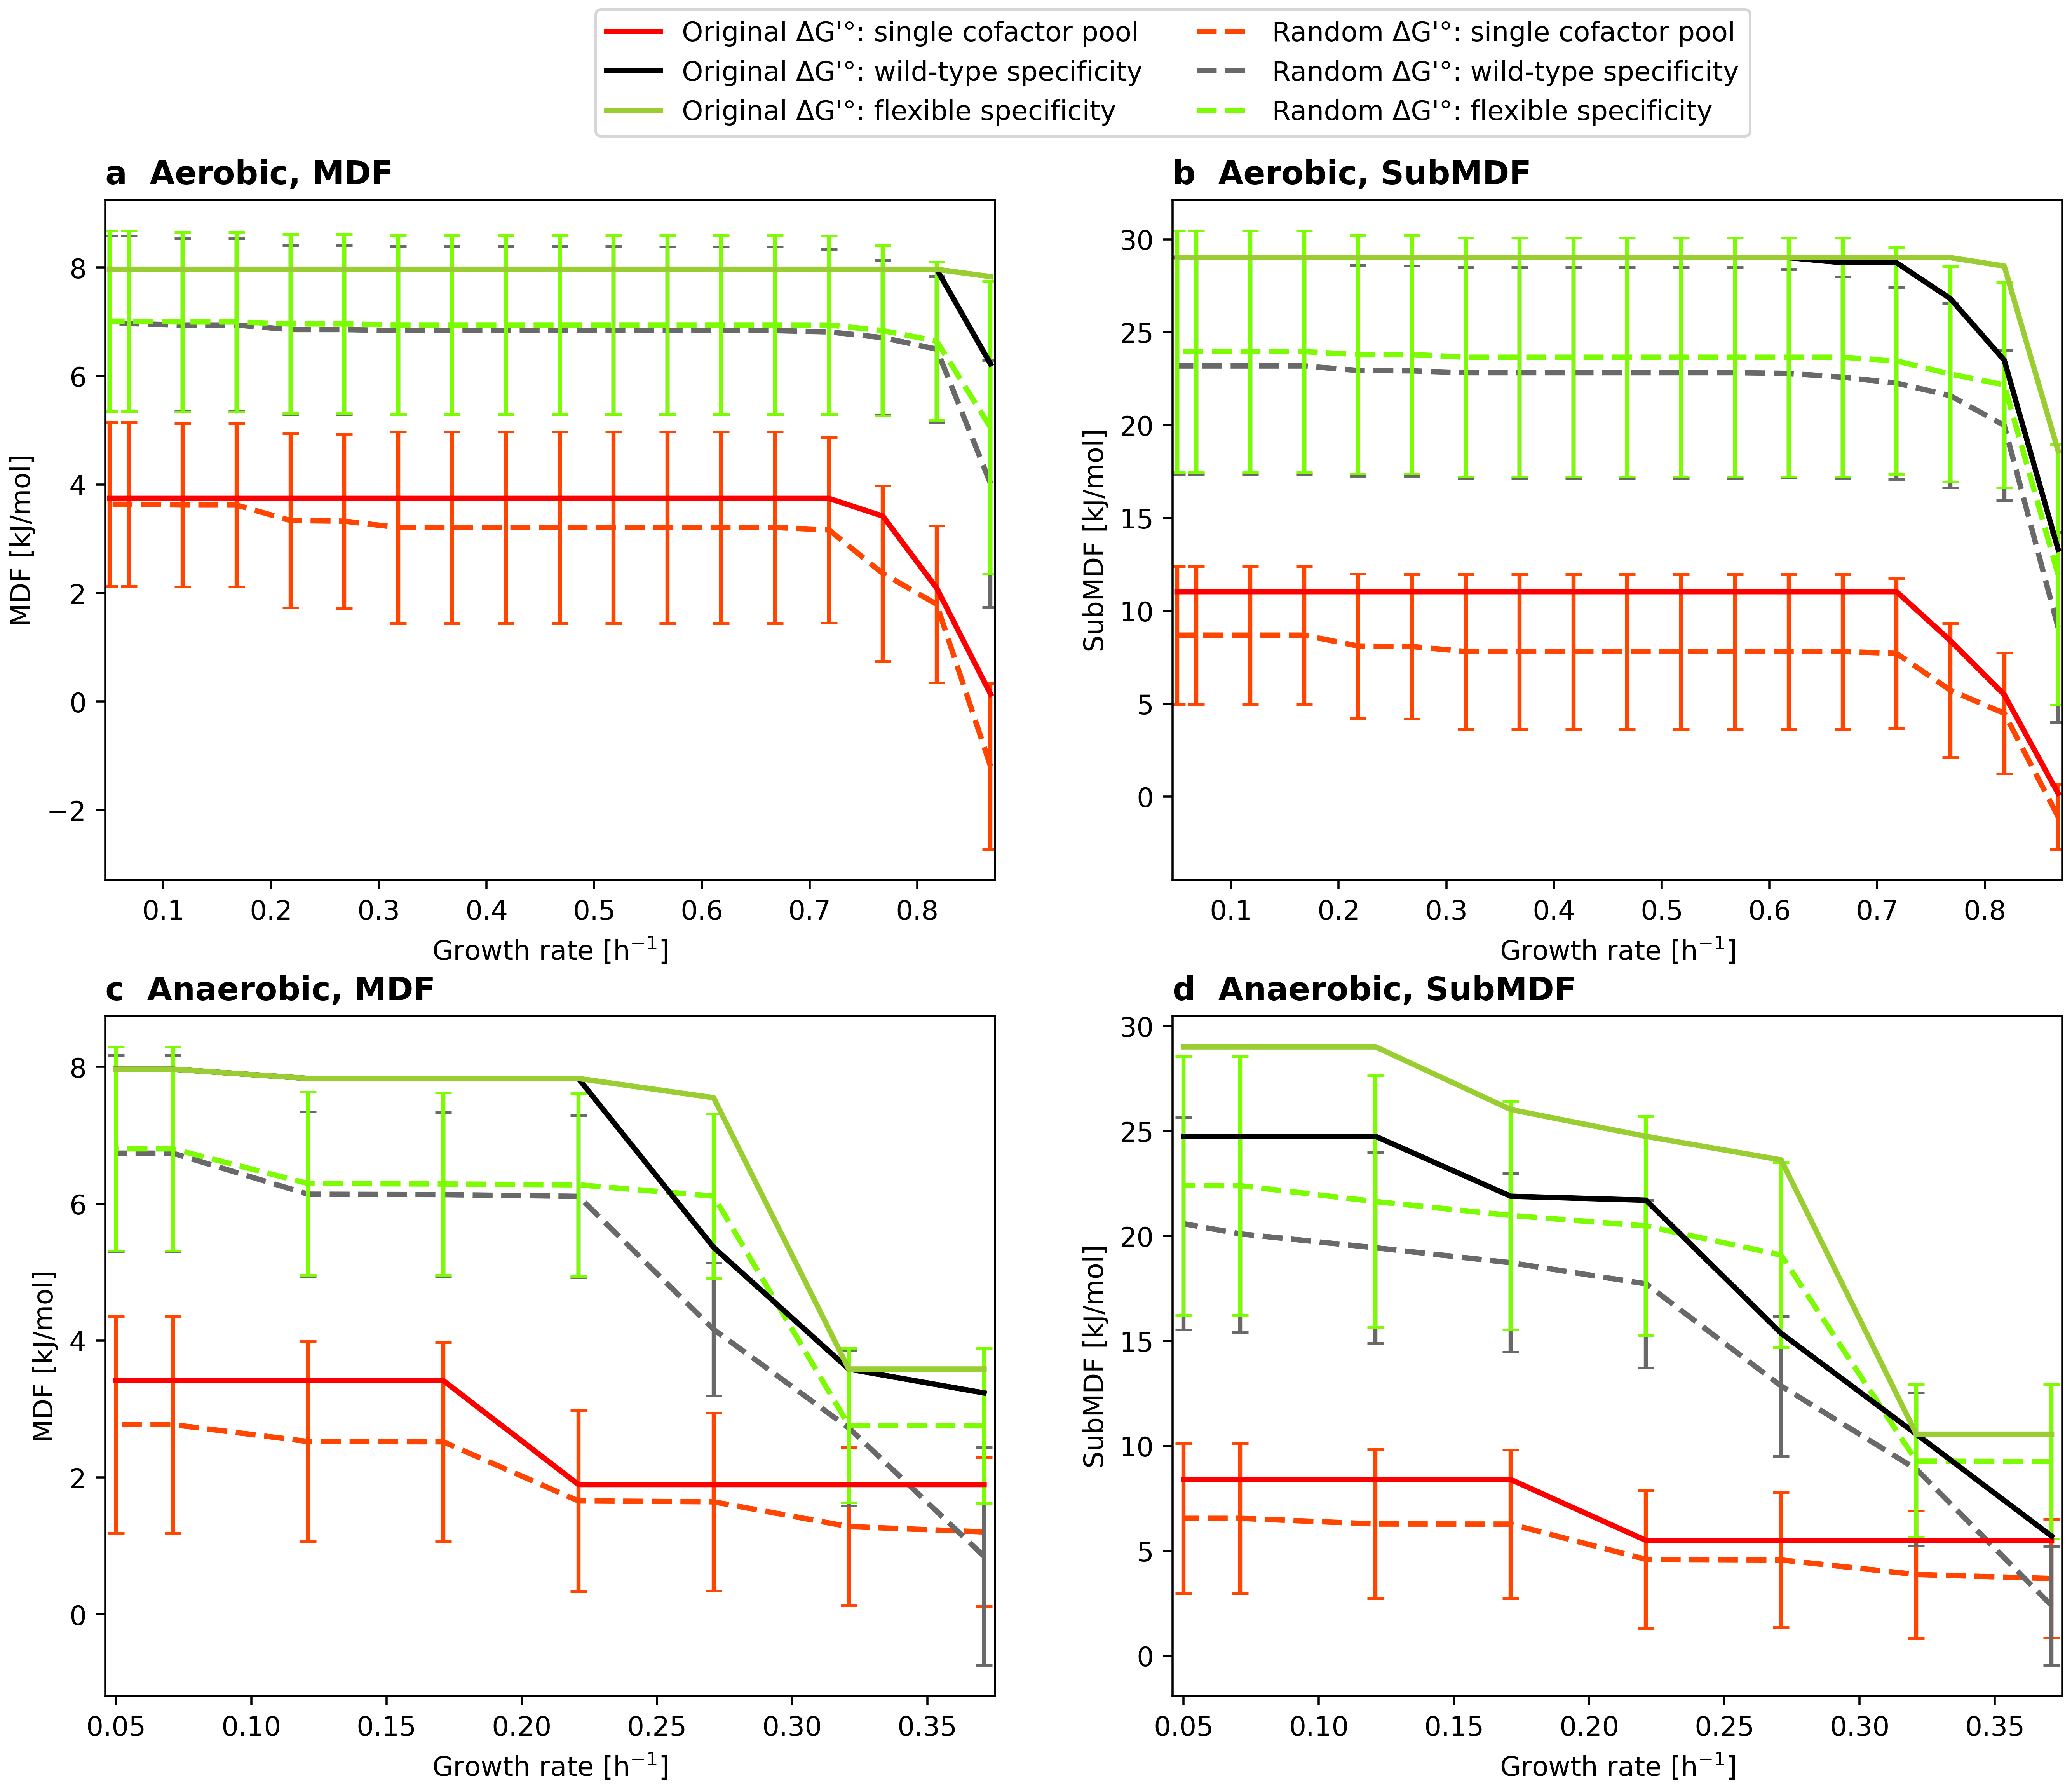 Original ΔG'°: single cofactor pool
Original ΔG'°: wild-type specificity
Original ΔG'°: flexible specificity
Random ΔG'°: single cofactor pool
Random ΔG'°: wild-type specificity
Random ΔG'°: flexible specificity
a Aerobic, MDF
MDF [kJ/mol]
8
6
4
2
0
−2
0.1 0.2 0.3 0.4 0.5 0.6 0.7 0.8
Growth rate [h⁻¹]
b Aerobic, SubMDF
SubMDF [kJ/mol]
30
25
20
15
10
5
0
0.1 0.2 0.3 0.4 0.5 0.6 0.7 0.8
Growth rate [h⁻¹]
c Anaerobic, MDF
MDF [kJ/mol]
8
6
4
2
0
0.05 0.10 0.15 0.20 0.25 0.30 0.35
Growth rate [h⁻¹]
d Anaerobic, SubMDF
SubMDF [kJ/mol]
30
25
20
15
10
5
0
0.05 0.10 0.15 0.20 0.25 0.30 0.35
Growth rate [h⁻¹]